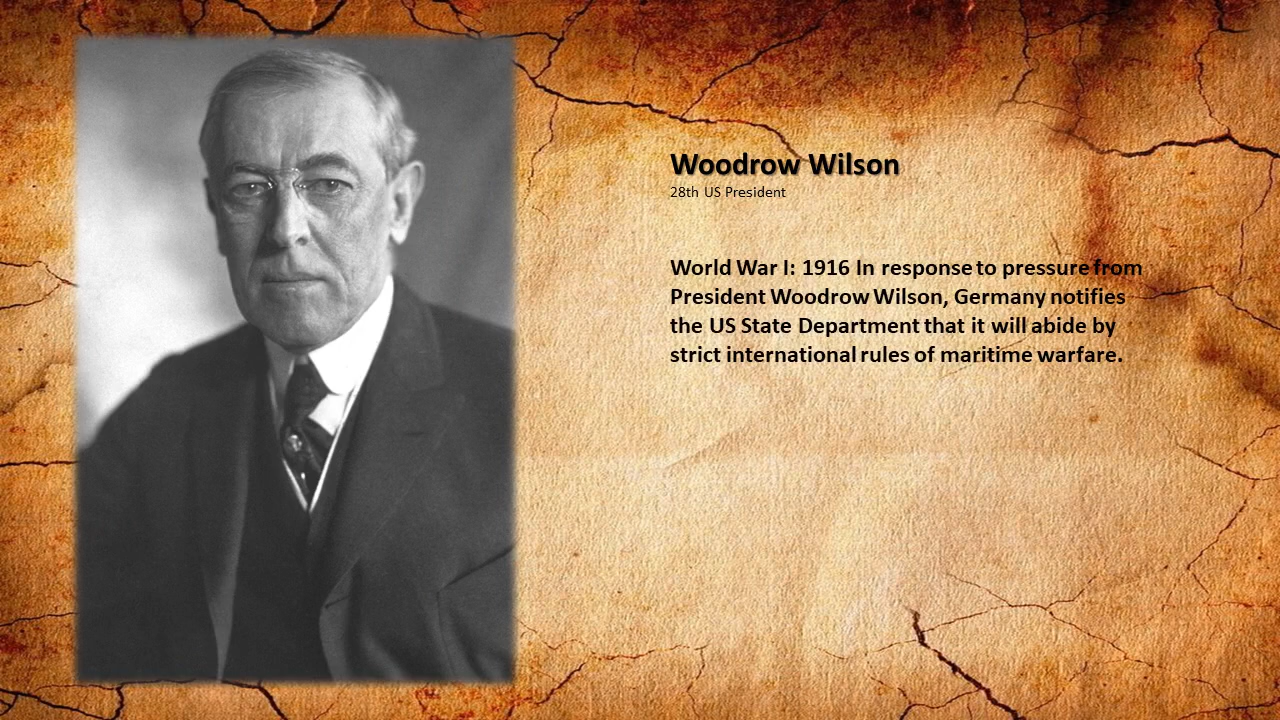 Woodrow Wilson
28th US President
World War I: 1916 In response to pressure from
President Woodrow Wilson, Germany notifies
the US State Department that it will abide by
strict international rules of maritime warfare.